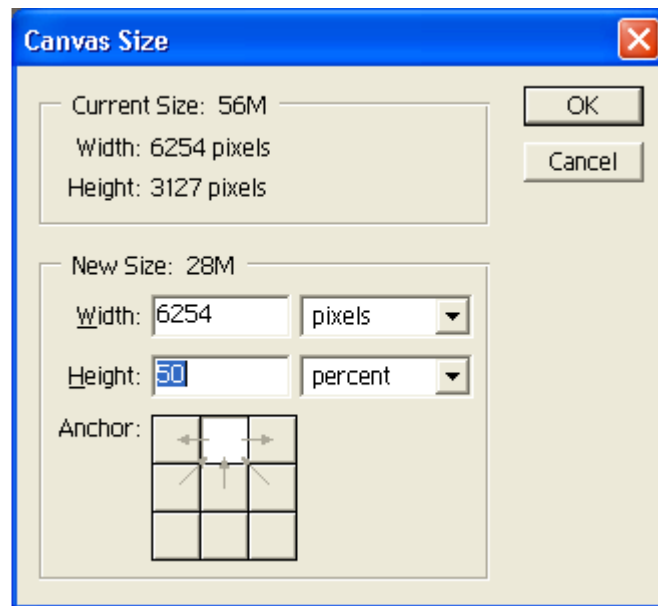 Canvas Size
Current Size: 56M
OK
Width: 6254 pixels
Cancel
Height: 3127 pixels
New Size: 28M
Width: 6254 pixels
Height: 50 percent
Anchor: